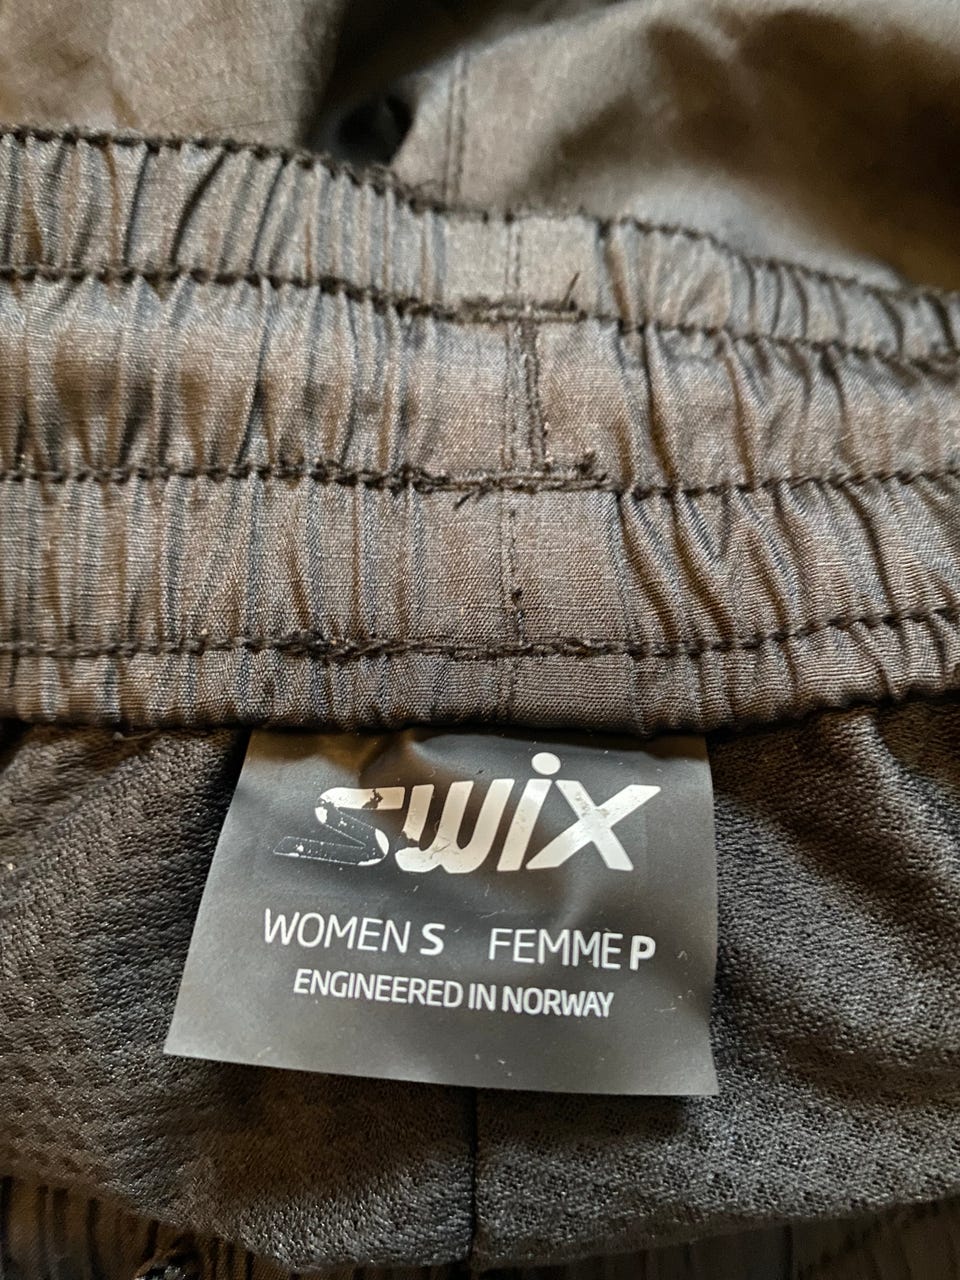 swix
WOMEN S FEMME P
ENGINEERED IN NORWAY